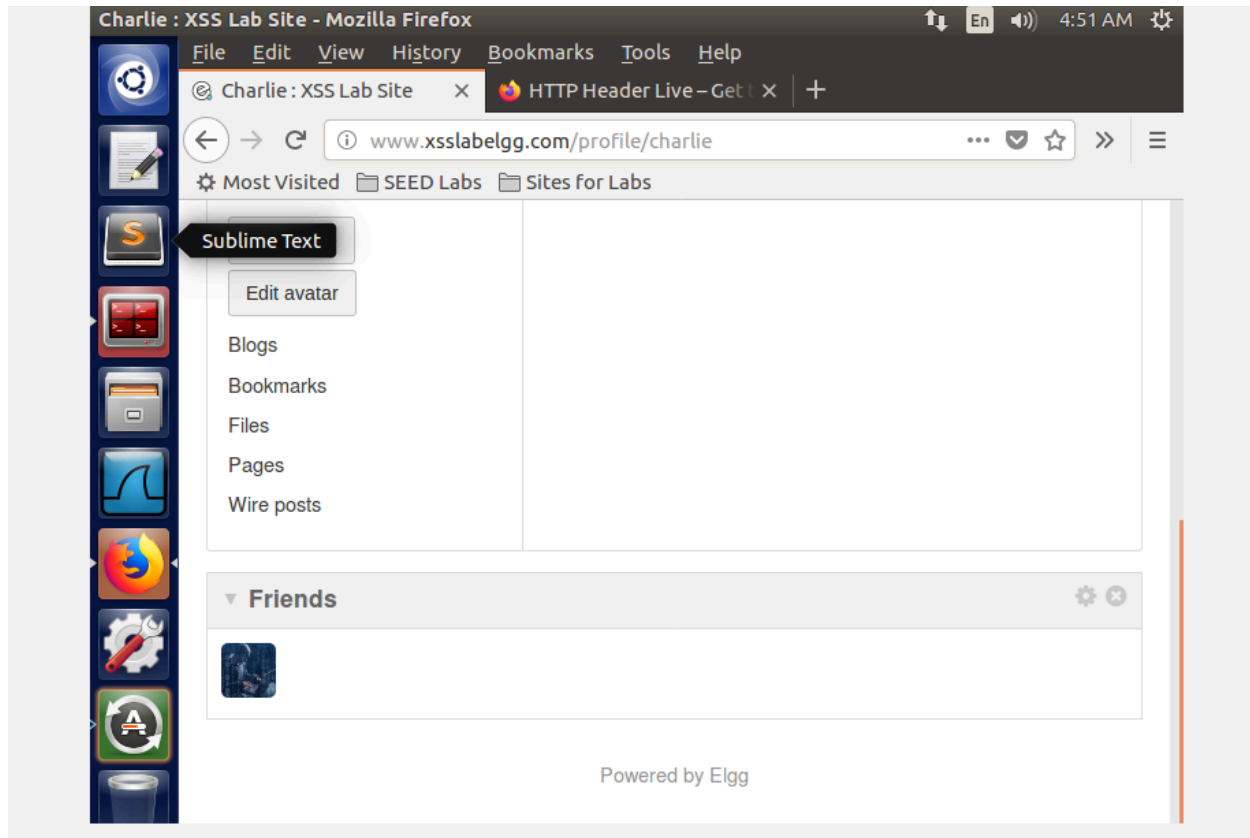 Charlie : XSS Lab Site - Mozilla Firefox En 4:51 AM
File Edit View History Bookmarks Tools Help
Charlie : XSS Lab Site HTTP Header Live – Get t
www.xsslabelgg.com/profile/charlie
Most Visited SEED Labs Sites for Labs
Sublime Text
Edit avatar
Blogs
Bookmarks
Files
Pages
Wire posts
Friends
Powered by Elgg